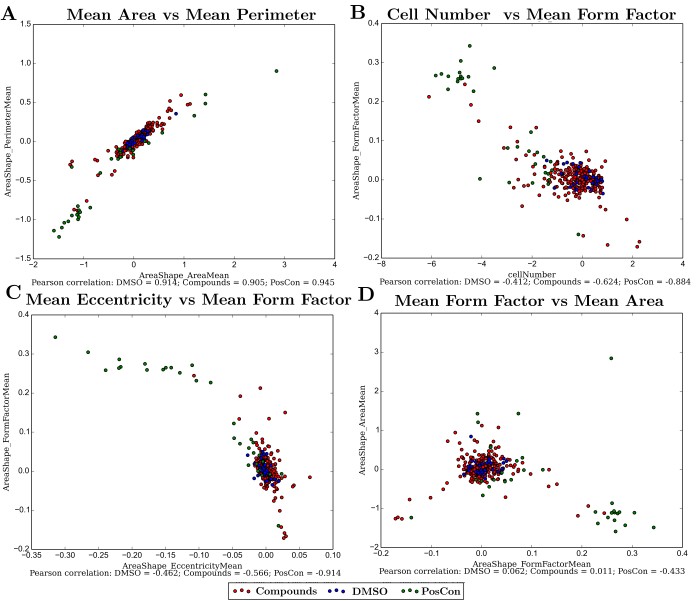 A Mean Area vs Mean Perimeter
1.5
1.0
0.5
0.0
−0.5
−1.0
−1.5
AreaShape_PerimeterMean
−2 −1 0 1 2 3 4
AreaShape_AreaMean
Pearson correlation: DMSO = 0.914; Compounds = 0.905; PosCon = 0.945
B Cell Number vs Mean Form Factor
0.4
0.3
0.2
0.1
0.0
−0.1
−0.2
AreaShape_FormFactorMean
−8 −6 −4 −2 0 2 4
cellNumber
Pearson correlation: DMSO = -0.412; Compounds = -0.624; PosCon = -0.884
C Mean Eccentricity vs Mean Form Factor
0.4
0.3
0.2
0.1
0.0
−0.1
−0.2
AreaShape_FormFactorMean
−0.35 −0.30 −0.25 −0.20 −0.15 −0.10 −0.05 0.00 0.05 0.10
AreaShape_EccentricityMean
Pearson correlation: DMSO = -0.462; Compounds = -0.566; PosCon = -0.914
D Mean Form Factor vs Mean Area
4
3
2
1
0
−1
−2
AreaShape_AreaMean
−0.2 −0.1 0.0 0.1 0.2 0.3 0.4
AreaShape_FormFactorMean
Pearson correlation: DMSO = 0.062; Compounds = 0.011; PosCon = -0.433
Compounds DMSO PosCon